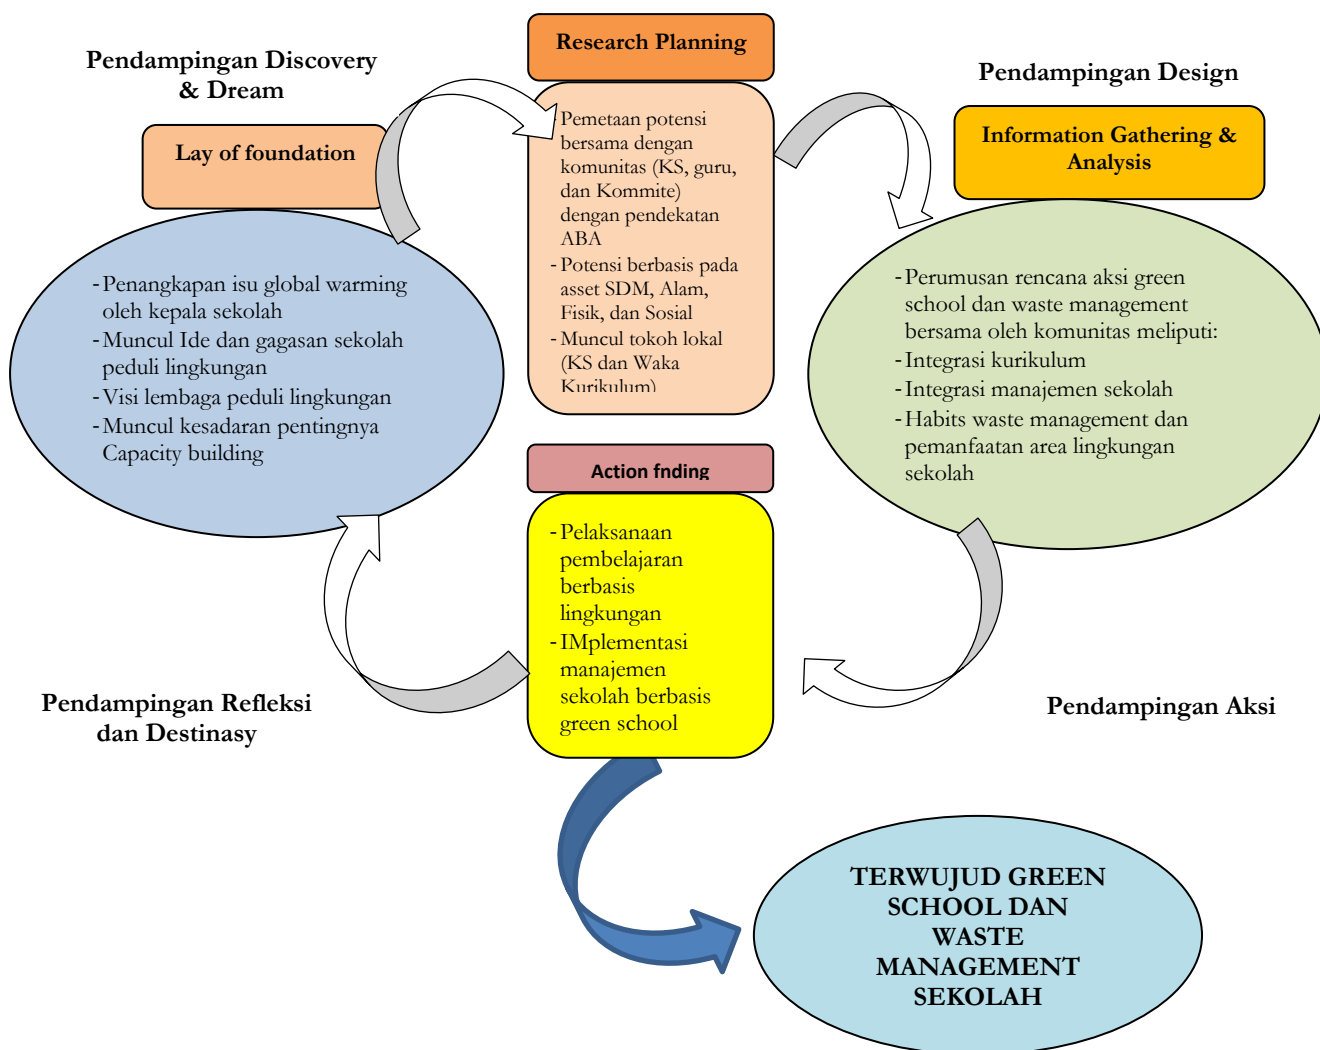 Pendampingan Discovery
& Dream
Lay of foundation
- Penangkapan isu global warming
oleh kepala sekolah
- Muncul Ide dan gagasan sekolah
peduli lingkungan
- Visi lembaga peduli lingkungan
- Muncul kesadaran pentingnya
Capacity building
Research Planning
- Pemetaan potensi
bersama dengan
komunitas (KS, guru,
dan Kommite)
dengan pendekatan
ABA
- Potensi berbasis pada
asset SDM, Alam,
Fisik, dan Sosial
- Muncul tokoh lokal
(KS dan Waka
Kurikulum)
Pendampingan Design
Information Gathering &
Analysis
- Perumusan rencana aksi green
school dan waste management
bersama oleh komunitas meliputi:
- Integrasi kurikulum
- Integrasi manajemen sekolah
- Habits waste management dan
pemanfaatan area lingkungan
sekolah
Action fnding
- Pelaksanaan
pembelajaran
berbasis
lingkungan
- IMplementasi
manajemen
sekolah berbasis
green school
Pendampingan Refleksi
dan Destinasy
Pendampingan Aksi
TERWUJUD GREEN
SCHOOL DAN
WASTE
MANAGEMENT
SEKOLAH